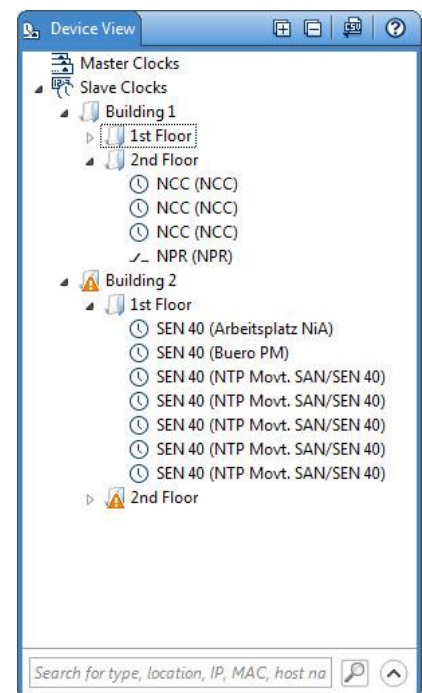 Device View
Master Clocks
Slave Clocks
Building 1
1st Floor
2nd Floor
NCC (NCC)
NCC (NCC)
NCC (NCC)
NPR (NPR)
Building 2
1st Floor
SEN 40 (Arbeitsplatz NiA)
SEN 40 (Buero PM)
SEN 40 (NTP Movt. SAN/SEN 40)
SEN 40 (NTP Movt. SAN/SEN 40)
SEN 40 (NTP Movt. SAN/SEN 40)
SEN 40 (NTP Movt. SAN/SEN 40)
SEN 40 (NTP Movt. SAN/SEN 40)
2nd Floor
Search for type, location, IP, MAC, host na